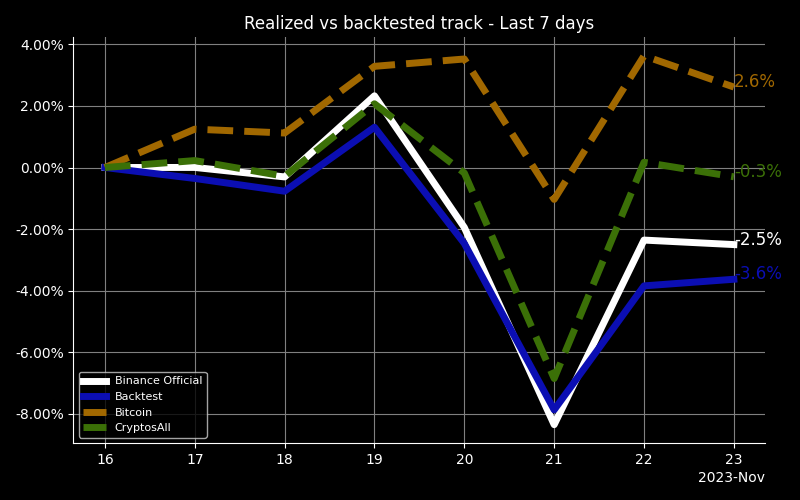 Realized vs backtested track - Last 7 days
4.00%
2.00%
0.00%
-2.00%
-4.00%
-6.00%
-8.00%
2.6%
-0.3%
-2.5%
-3.6%
Binance Official
Backtest
Bitcoin
CryptosAll
16 17 18 19 20 21 22 23
2023-Nov